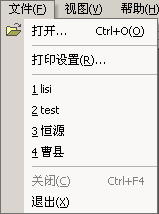 文件(F) 视图(V) 帮助(H)
打开... Ctrl+O(O)
打印设置(R)...
1 lisi
2 test
3 恒源
4 曹县
关闭(C) Ctrl+F4
退出(X)